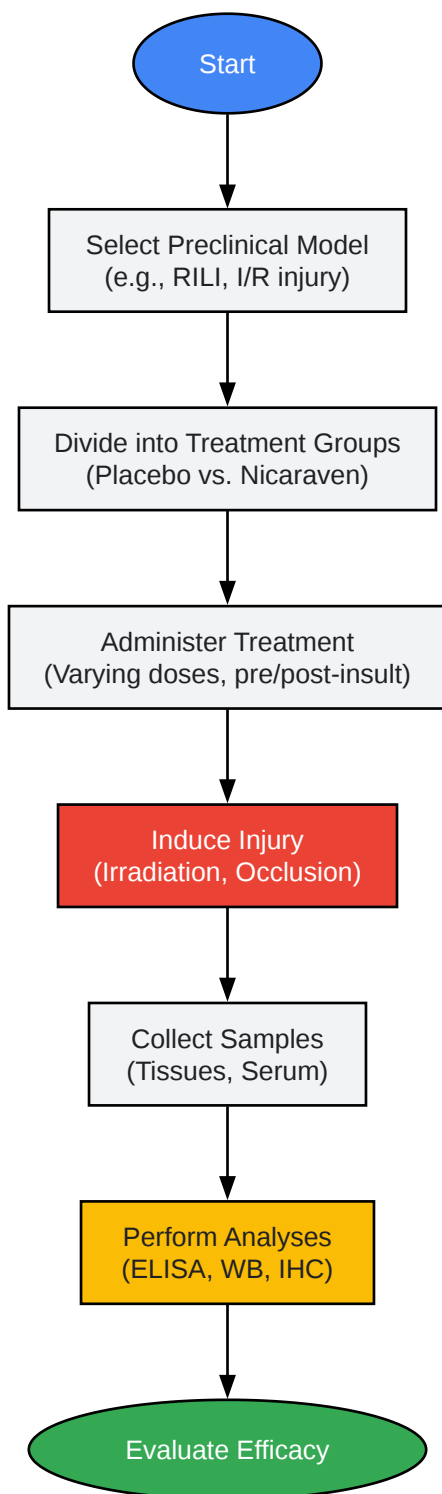 Start
Select Preclinical Model
(e.g., RILI, I/R injury)
Divide into Treatment Groups
(Placebo vs. Nicaraven)
Administer Treatment
(Varying doses, pre/post-insult)
Induce Injury
(Irradiation, Occlusion)
Collect Samples
(Tissues, Serum)
Perform Analyses
(ELISA, WB, IHC)
Evaluate Efficacy